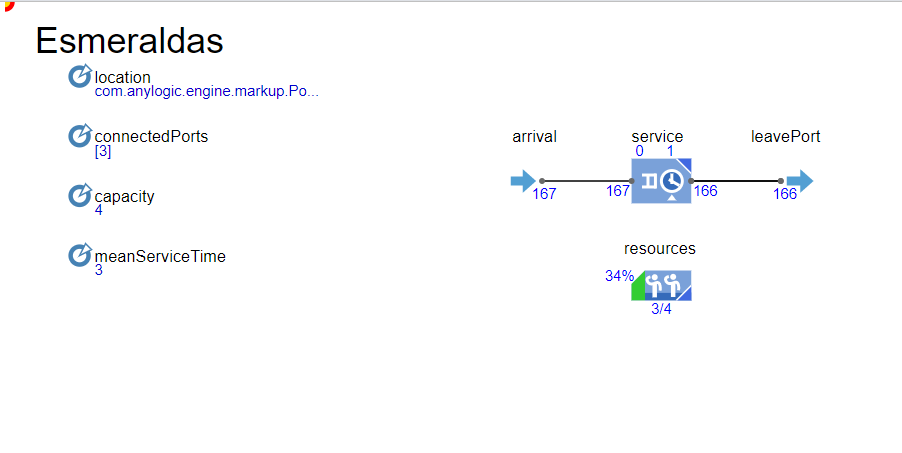 Esmeraldas
location
com.anylogic.engine.markup.Po...
connectedPorts
[3]
capacity
4
meanServiceTime
3
arrival
service
leavePort
0 1
167
167
166
166
resources
34%
3/4